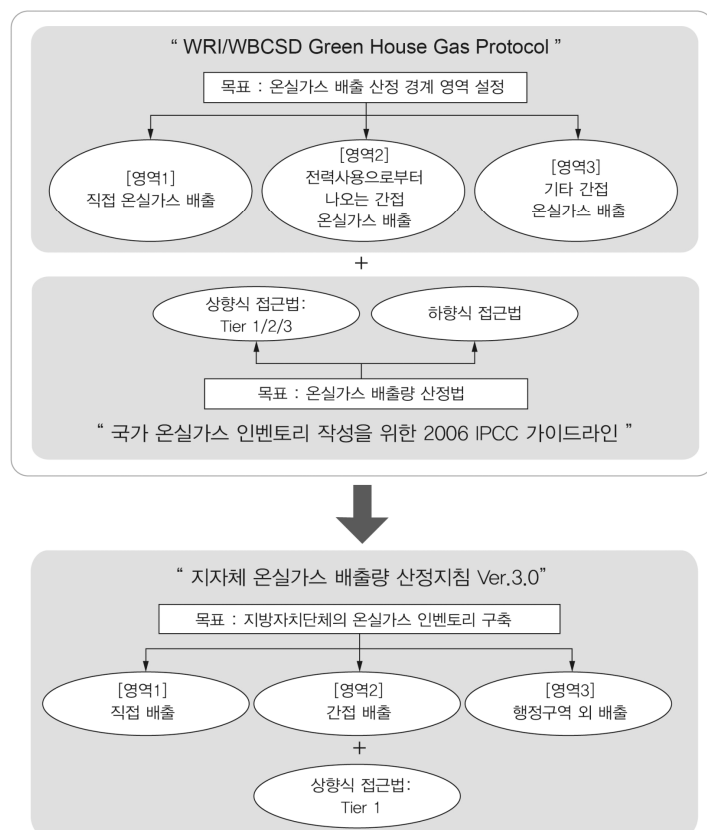 “ WRI/WBCSD Green House Gas Protocol ”
목표 : 온실가스 배출 산정 경계 영역 설정
[영역1]
직접 온실가스 배출
[영역2]
전력사용으로부터
나오는 간접
온실가스 배출
[영역3]
기타 간접
온실가스 배출
+
상향식 접근법:
Tier 1/2/3
하향식 접근법
목표 : 온실가스 배출량 산정법
“ 국가 온실가스 인벤토리 작성을 위한 2006 IPCC 가이드라인 ”
“ 지자체 온실가스 배출량 산정지침 Ver.3.0”
목표 : 지방자치단체의 온실가스 인벤토리 구축
[영역1]
직접 배출
[영역2]
간접 배출
[영역3]
행정구역 외 배출
+
상향식 접근법:
Tier 1